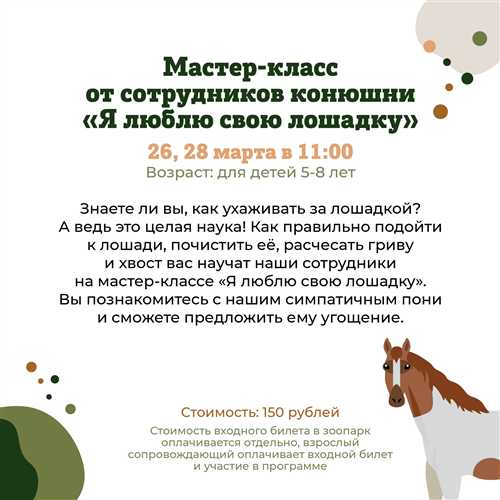 Мастер-класс
от сотрудников конюшни
«Я люблю свою лошадку»
26, 28 марта в 11:00
Возраст: для детей 5-8 лет
Знаете ли вы, как ухаживать за лошадкой?
А ведь это целая наука! Как правильно подойти
к лошади, почистить её, расчесать гриву
и хвост вас научат наши сотрудники
на мастер-классе «Я люблю свою лошадку».
Вы познакомитесь с нашим симпатичным пони
и сможете предложить ему угощение.
Стоимость: 150 рублей
Стоимость входного билета в зоопарк
оплачивается отдельно, взрослый
сопровождающий оплачивает входной билет
и участие в программе